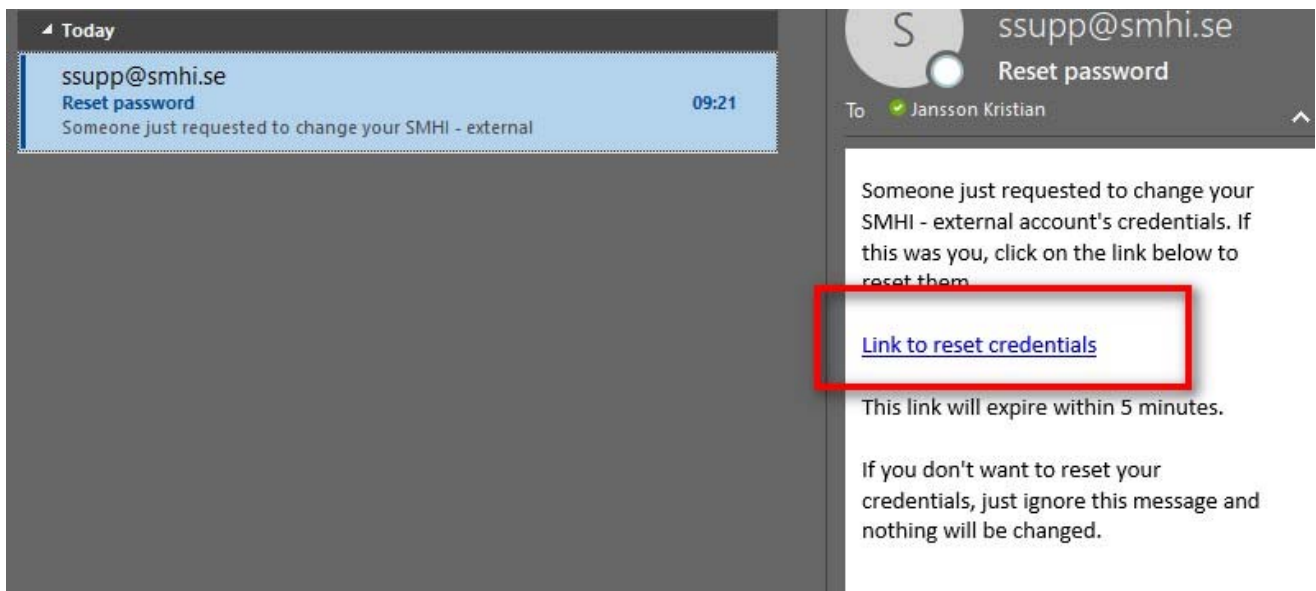 Today
ssupp@smhi.se
Reset password 09:21
Someone just requested to change your SMHI - external
S
ssupp@smhi.se
Reset password
To Jansson Kristian
Someone just requested to change your
SMHI - external account's credentials. If
this was you, click on the link below to
reset them
Link to reset credentials
This link will expire within 5 minutes.
If you don't want to reset your
credentials, just ignore this message and
nothing will be changed.